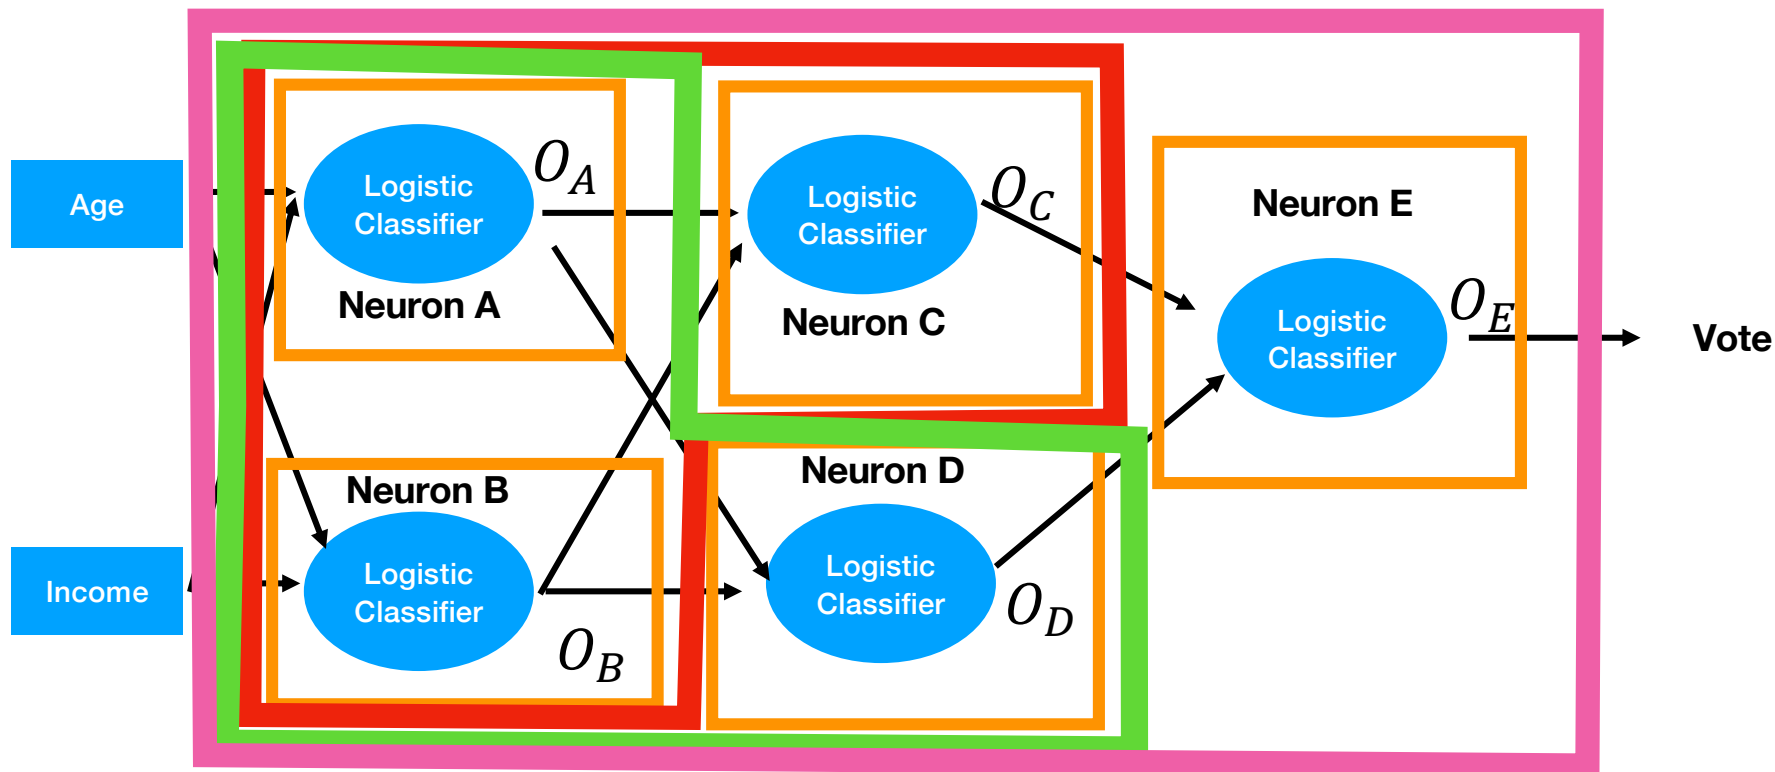 Age
Income
Logistic
Classifier
O_A
Neuron A
Neuron B
Logistic
Classifier
O_B
Logistic
Classifier
O_C
Neuron C
Neuron D
Logistic
Classifier
O_D
Neuron E
Logistic
Classifier
O_E
Vote